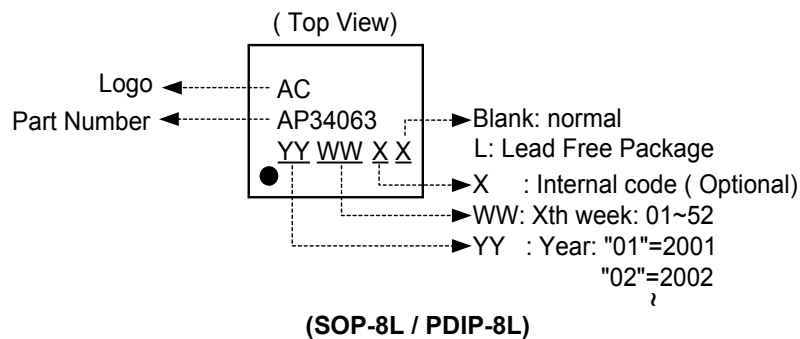 ( Top View)
Logo
AC
Part Number
AP34063
YY WW X X
Blank: normal
L: Lead Free Package
X : Internal code ( Optional)
WW: Xth week: 01~52
YY : Year: "01"=2001
"02"=2002
~
(SOP-8L / PDIP-8L)